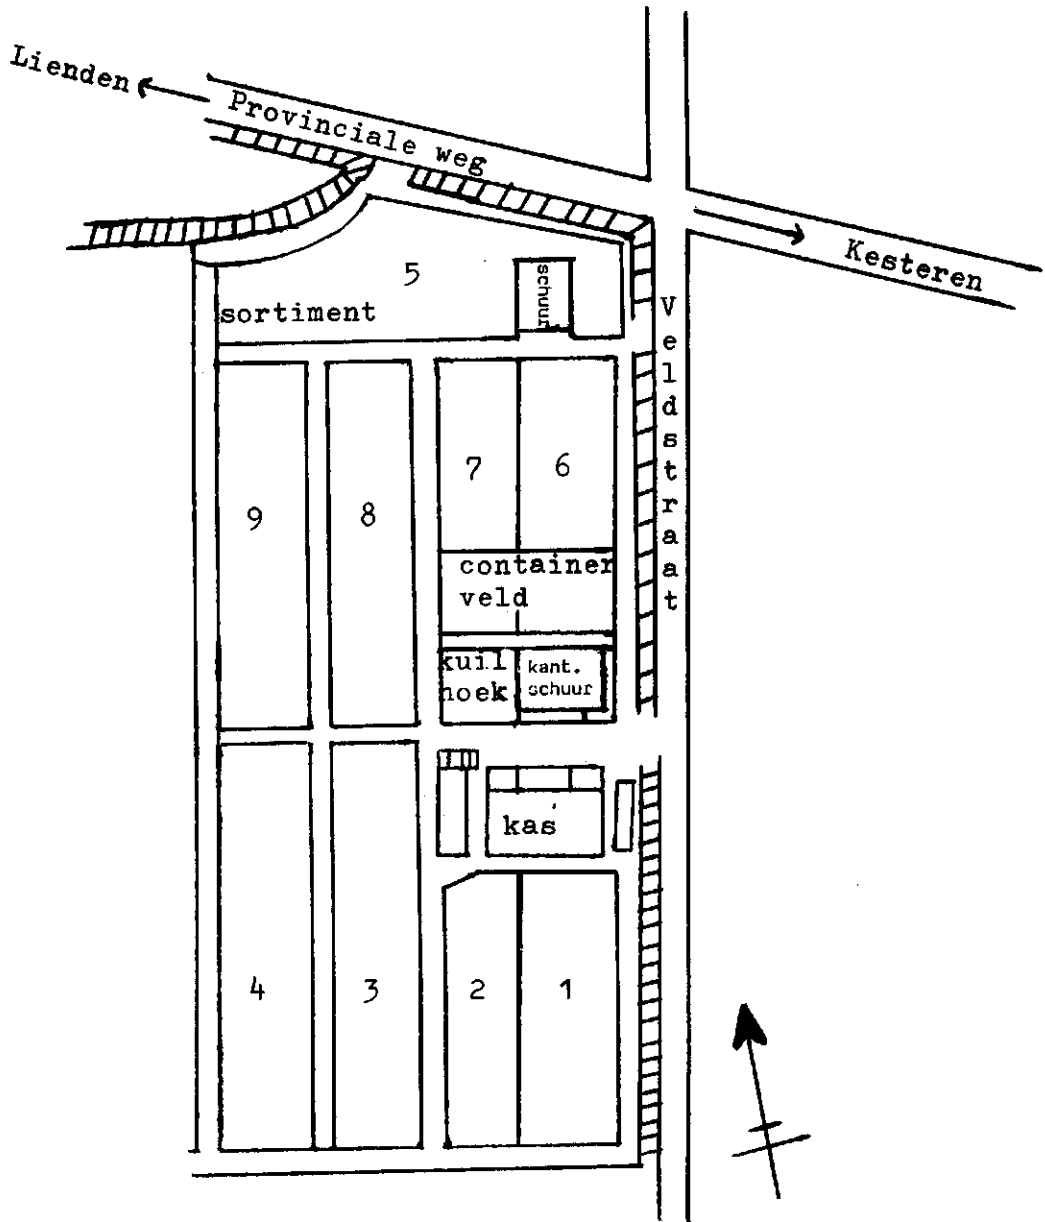 Lienden
Provinciale weg
Kesteren
5
schuur
sortiment
Veldstraat
7
6
9
8
container
veld
kuil
hoek
kant.
schuur
kas
4
3
2
1